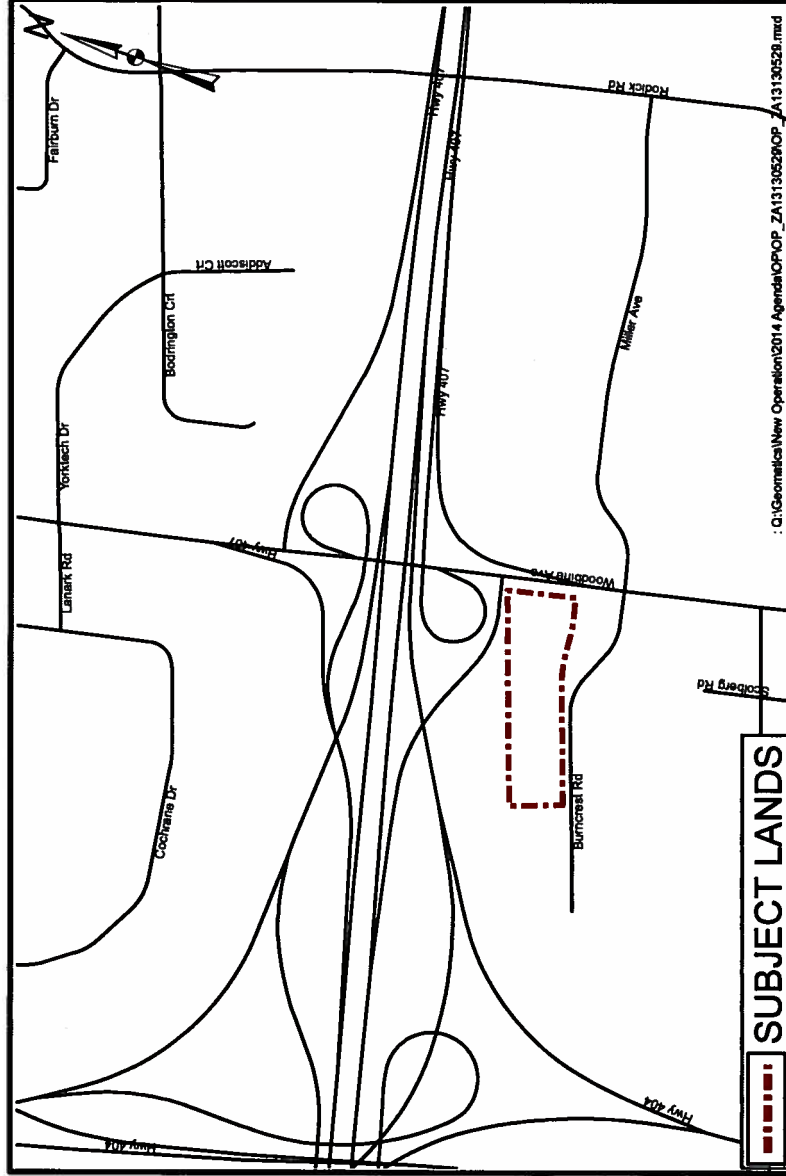 N
Fairburn Dr
Addiscott Crt
Bodrington Crt
Yorktech Dr
Lanark Rd
Hwy 407
Hwy 407
Hwy 407
Hwy 407
Rodick Rd
Miller Ave
Woodbine Ave
Cochrane Dr
Scolberg Rd
Burncrest Rd
Hwy 404
Hwy 404
SUBJECT LANDS
: Q:\Geomatics\New Operation\2014 Agenda\OP\OP_ZA13130529\OP_ZA13130529.mxd